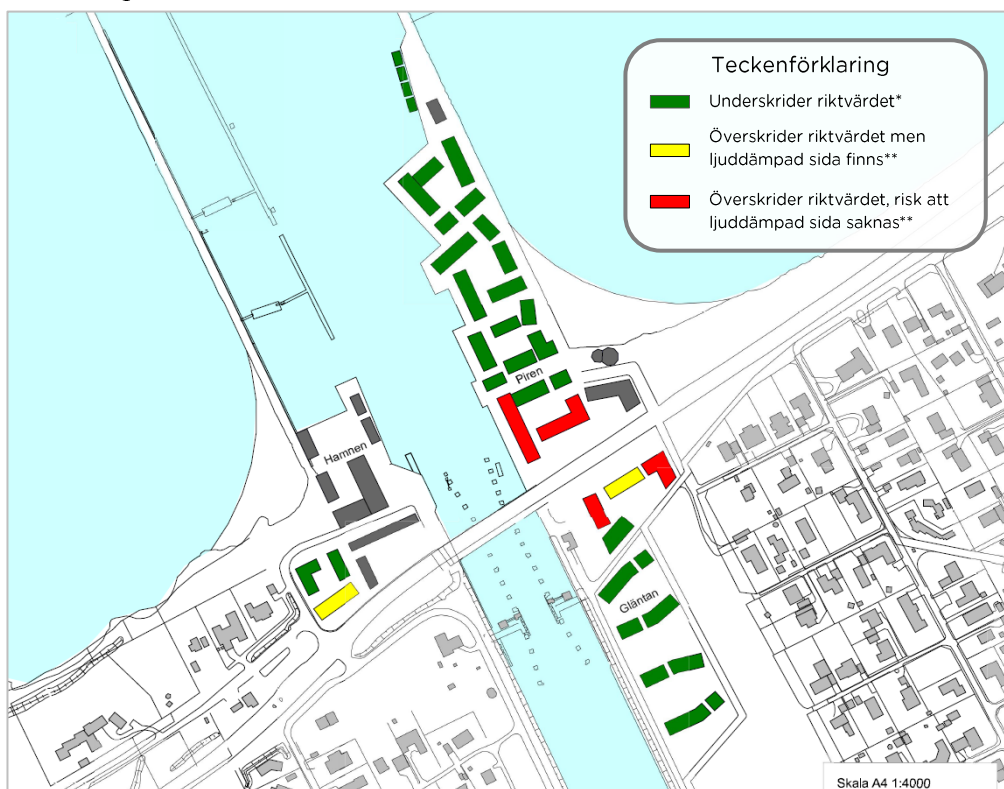 Teckenförklaring
Underskrider riktvärdet*
Överskrider riktvärdet men
ljuddämpad sida finns**
Överskrider riktvärdet, risk att
ljuddämpad sida saknas**
Piren
Hamnen
Gläntan
Skala A4 1:4000